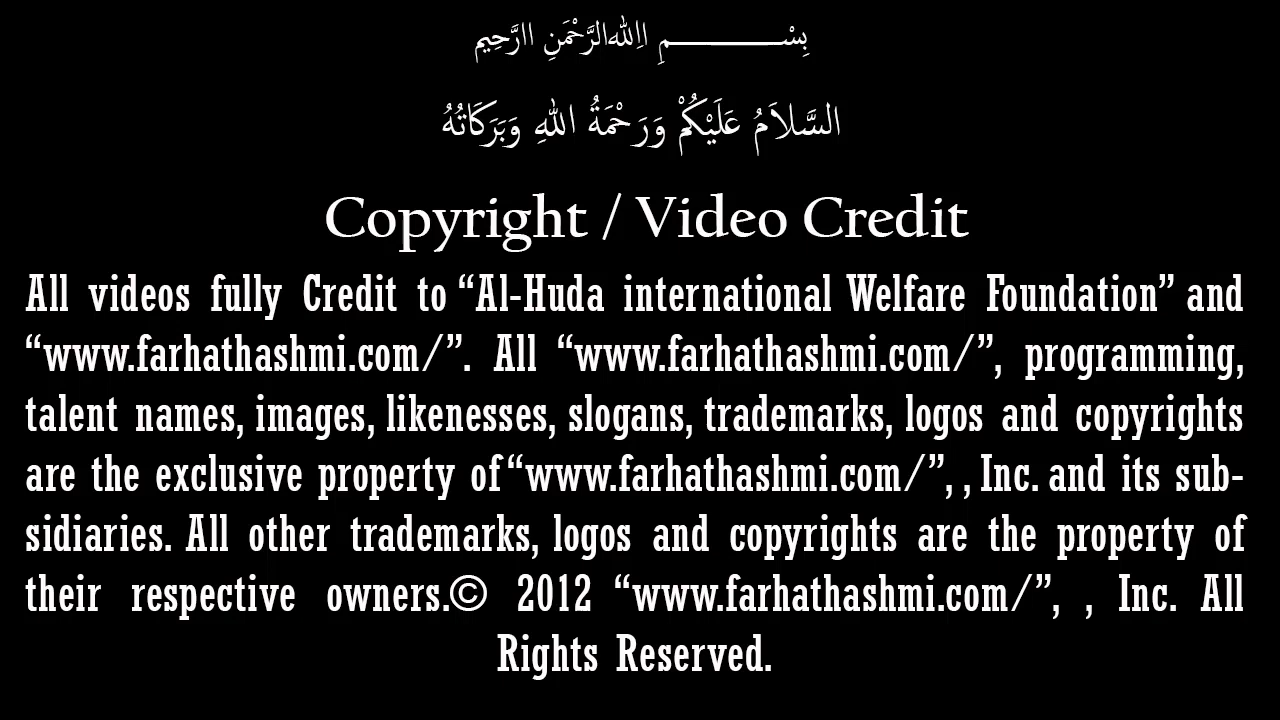 بِسْمِ اللهِ الرَّحْمَنِ الرَّحِيم
السَّلاَمُ عَلَيْكُمْ وَرَحْمَةُ اللهِ وَبَرَكَاتُهُ
Copyright / Video Credit
All videos fully Credit to “Al-Huda international Welfare Foundation” and
“www.farhathashmi.com/”. All “www.farhathashmi.com/”, programming,
talent names, images, likenesses, slogans, trademarks, logos and copyrights
are the exclusive property of “www.farhathashmi.com/”, , Inc. and its sub-
sidiaries. All other trademarks, logos and copyrights are the property of
their respective owners.© 2012 “www.farhathashmi.com/”, , Inc. All
Rights Reserved.